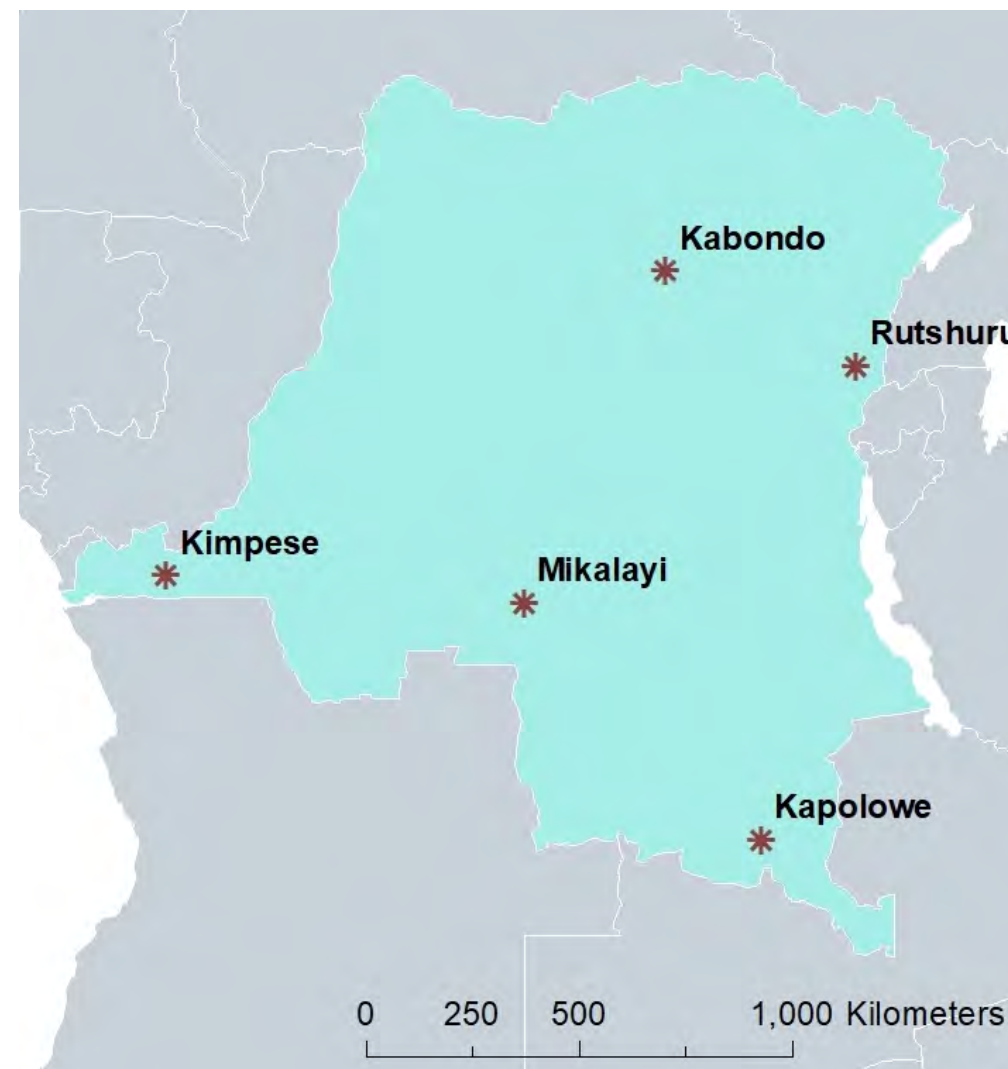 Kabondo
Rutshuru
Kimpese
Mikalayi
Kapolowe
0 250 500 1,000 Kilometers